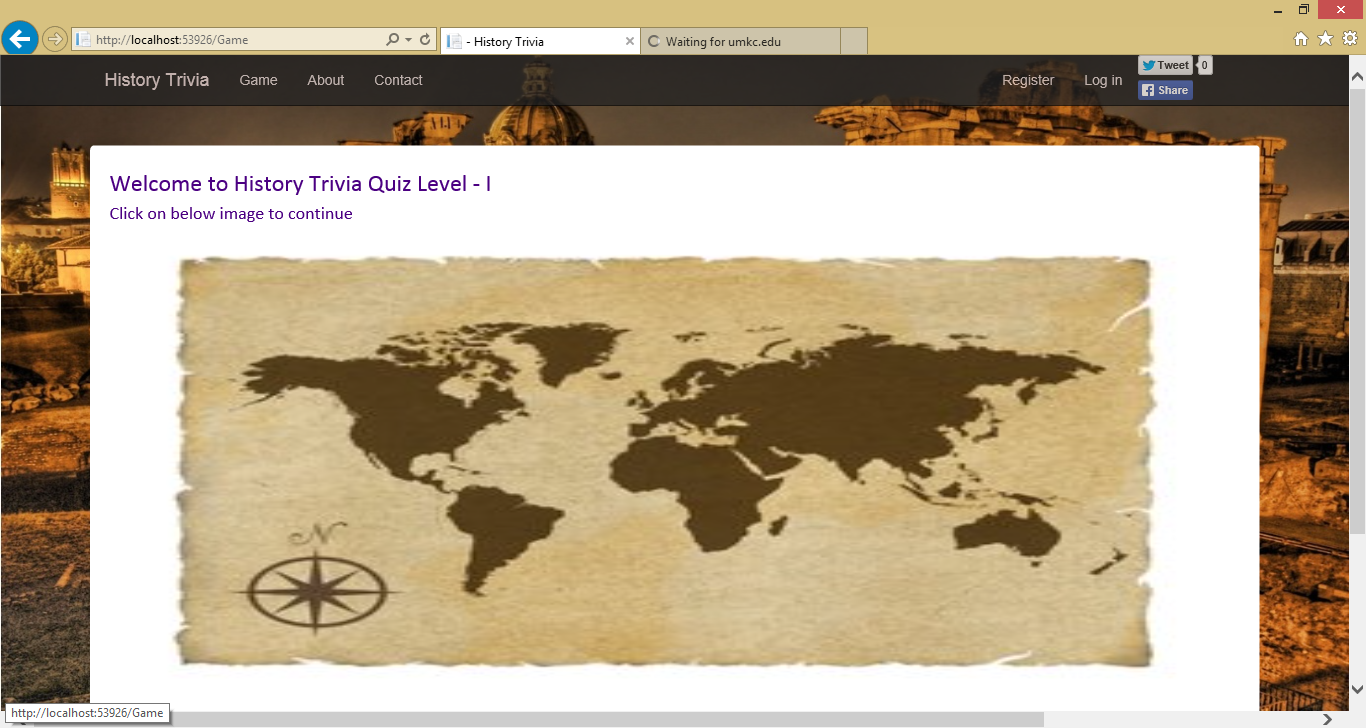 http://localhost:53926/Game
- History Trivia
Waiting for umkc.edu
History Trivia
Game
About
Contact
Register
Log in
Tweet
0
Share
Welcome to History Trivia Quiz Level - I
Click on below image to continue
N
http://localhost:53926/Game